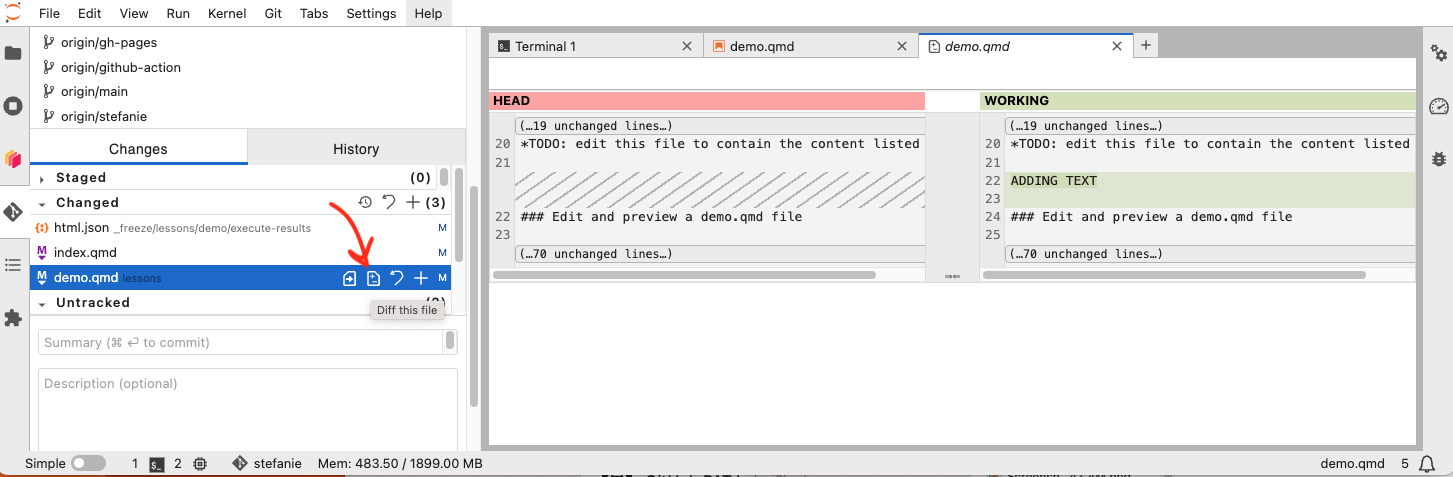 File Edit View Run Kernel Git Tabs Settings Help
origin/gh-pages
origin/github-action
origin/main
origin/stefanie
Changes History
Staged (0)
Changed (3)
html.json _freeze/lessons/demo/execute-results M
index.qmd M
demo.qmd lessons M
Untracked
Diff this file
Summary (⌘ ⏎ to commit)
Description (optional)
Terminal 1 demo.qmd demo.qmd
HEAD
(…19 unchanged lines…)
20 *TODO: edit this file to contain the content listed
21
22 ### Edit and preview a demo.qmd file
23
(…70 unchanged lines…)
WORKING
(…19 unchanged lines…)
20 *TODO: edit this file to contain the content listed
21
22 ADDING TEXT
23
24 ### Edit and preview a demo.qmd file
25
(…70 unchanged lines…)
Simple 1 2 stefanie Mem: 483.50 / 1899.00 MB demo.qmd 5